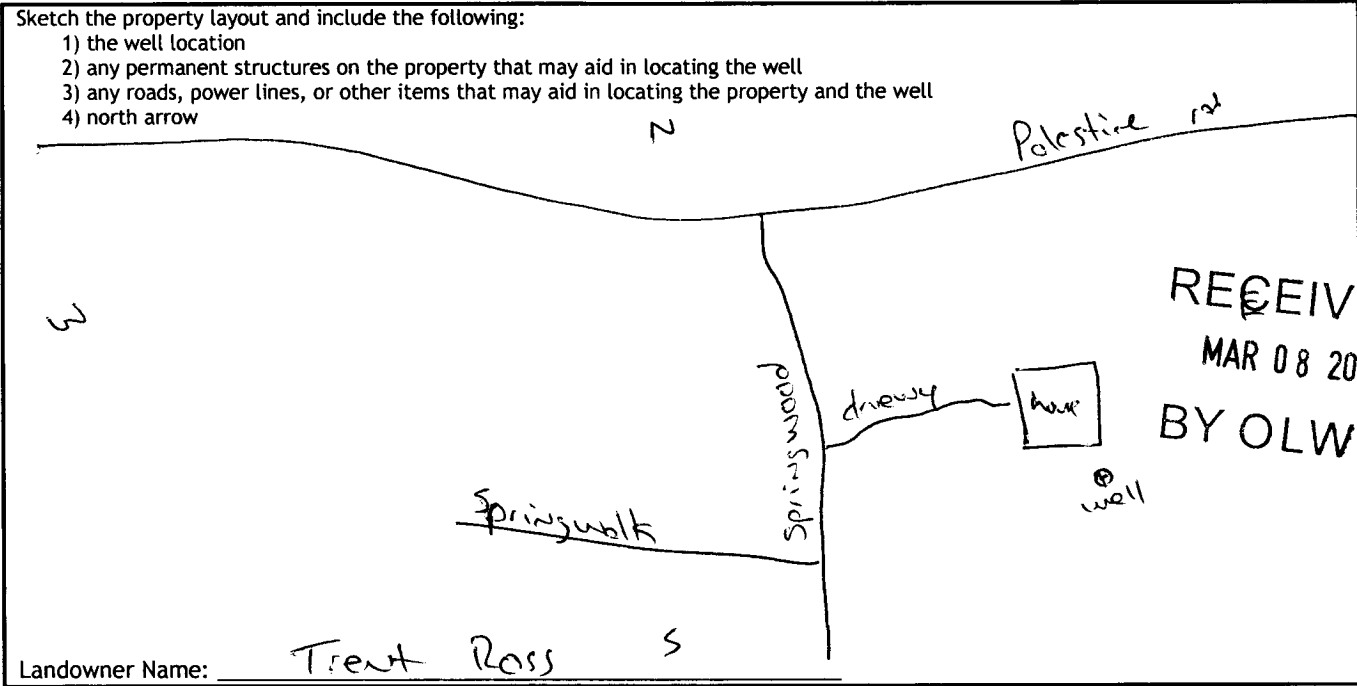 Sketch the property layout and include the following:
1) the well location
2) any permanent structures on the property that may aid in locating the well
3) any roads, power lines, or other items that may aid in locating the property and the well
4) north arrow
N
Palestine rd
W
RECEIV
MAR 08 20
BY OLW
Springwood
house
well
Springwalk
S
Landowner Name: Trent Ross